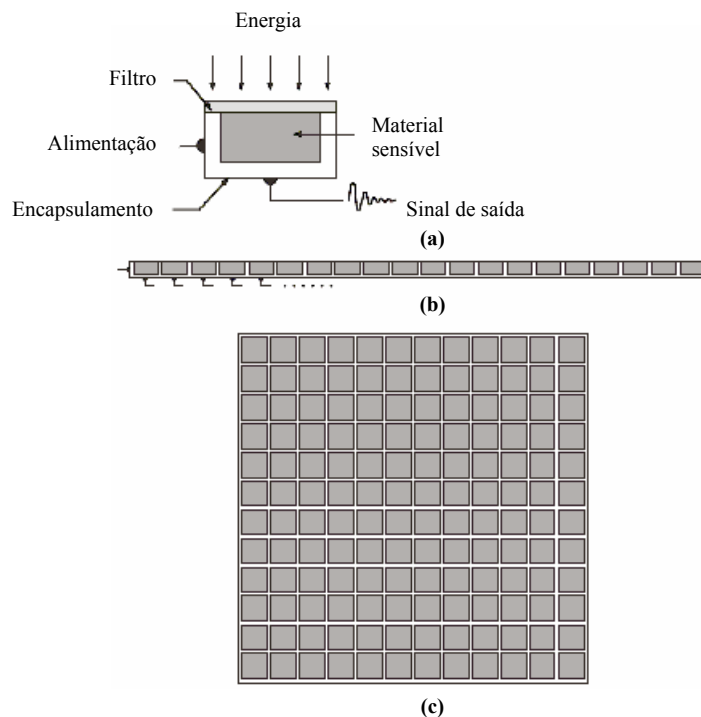 Energia
Filtro
Alimentação
Material
sensível
Encapsulamento
Sinal de saída
(a)
(b)
(c)